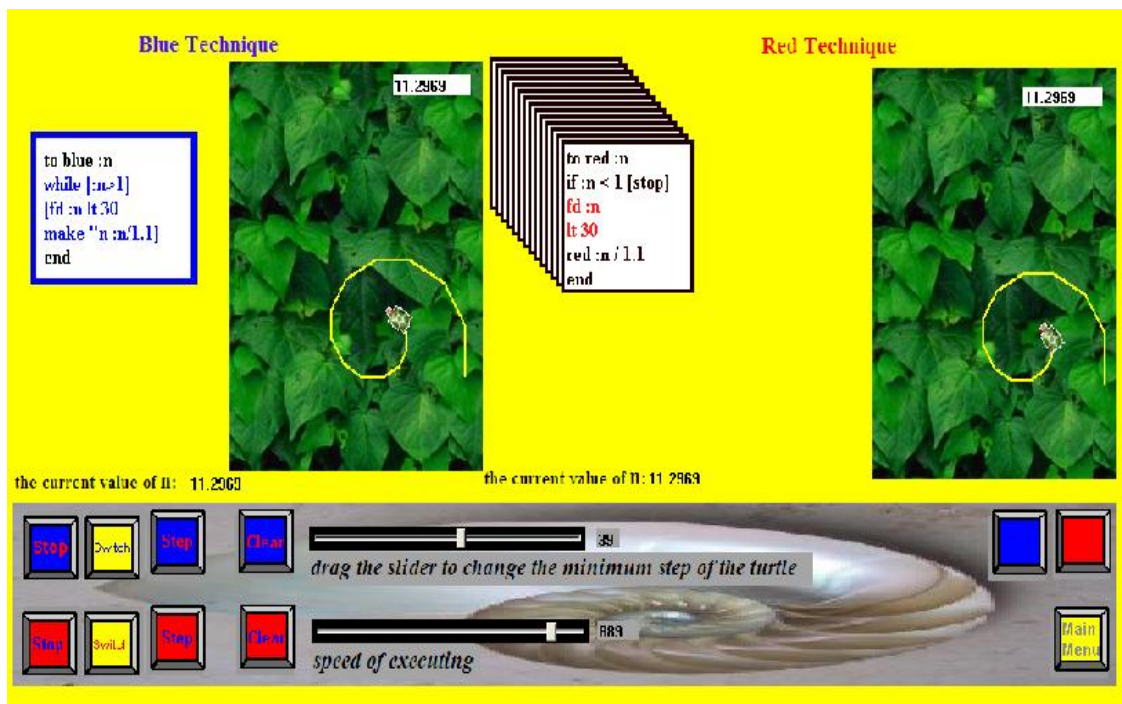 Blue Technique
Red Technique
11.2969
11.2969
to blue :n
while [:n>1]
[fd :n lt 30
make "n :n/1.1]
end
to red :n
if :n < 1 [stop]
fd :n
lt 30
red :n / 1.1
end
the current value of n: 11.2969
the current value of n: 11.2969
Stop
Switch
Step
Clear
39
drag the slider to change the minimum step of the turtle
Stop
Switch
Step
Clear
889
speed of executing
Main
Menu